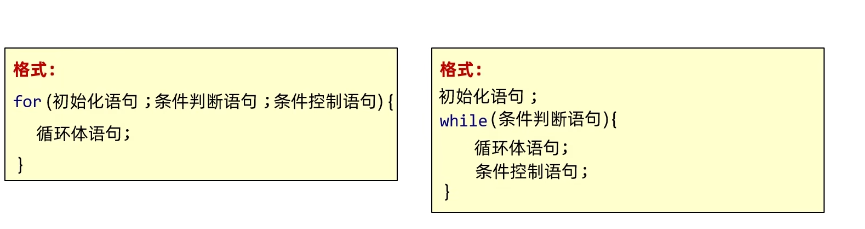 格式：
for (初始化语句 ;条件判断语句 ;条件控制语句) {
循环体语句;
}
格式：
初始化语句 ;
while (条件判断语句){
循环体语句;
条件控制语句;
}